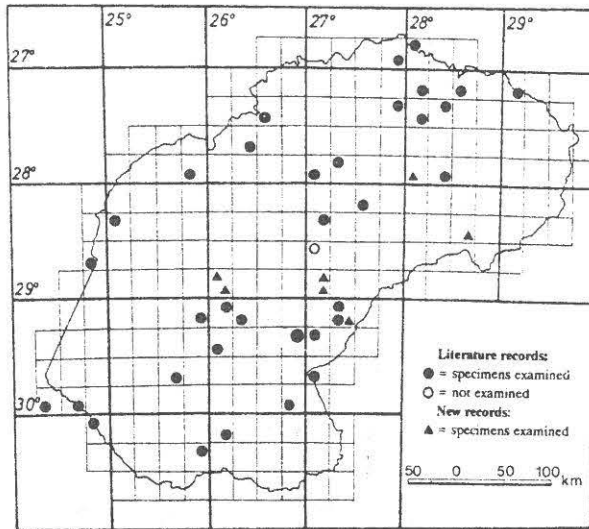 25° 26° 27° 28° 29°
27°
28°
29°
30°
Literature records:
= specimens examined
= not examined
New records:
= specimens examined
50 0 50 100
km